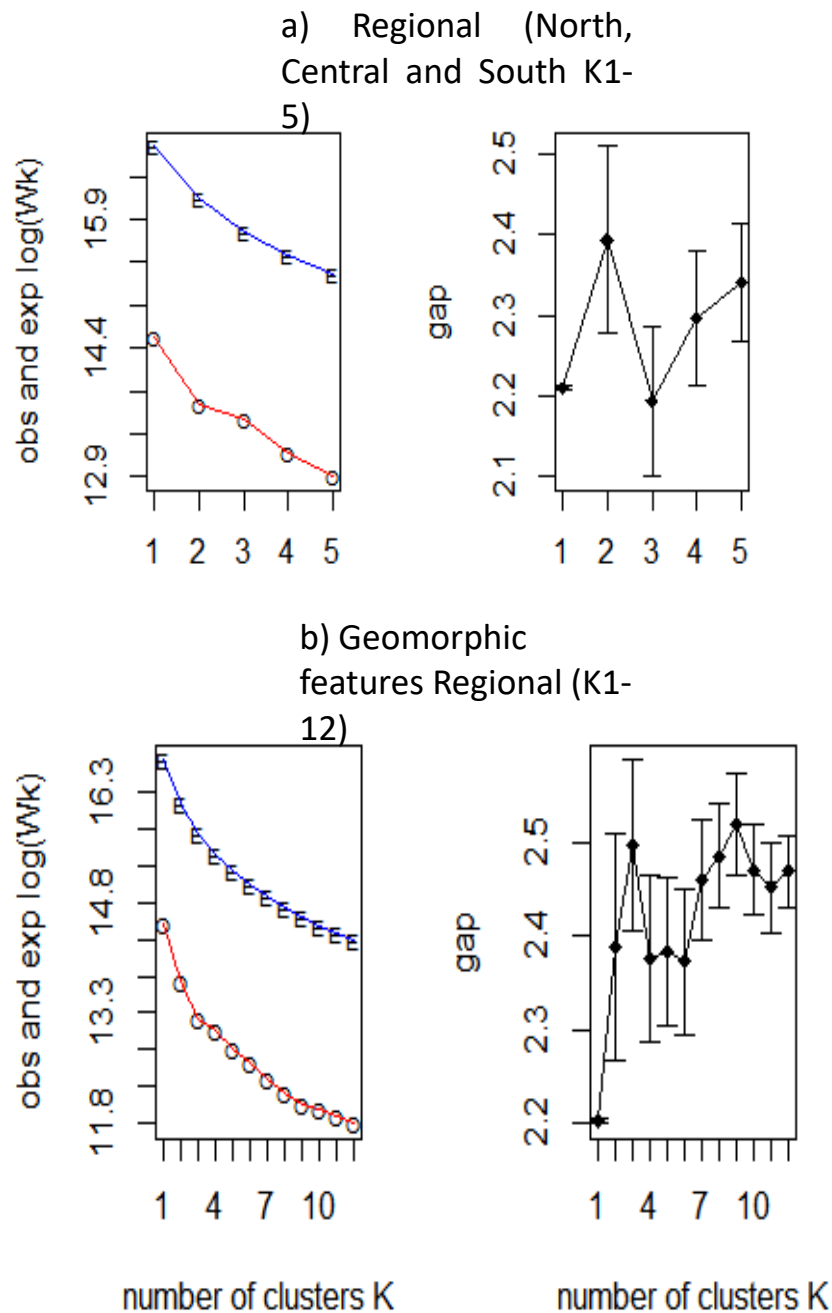 a) Regional (North,
Central and South K1-
5)
obs and exp log(Wk)
15.9
14.4
12.9
E E E E E
O O O O O
1 2 3 4 5
gap
2.5
2.4
2.3
2.2
2.1
1 2 3 4 5
b) Geomorphic
features Regional (K1-
12)
obs and exp log(Wk)
16.3
14.8
13.3
11.8
E E E E E E E E E E E E
O O O O O O O O O O O O
1 4 7 10
number of clusters K
gap
2.5
2.4
2.3
2.2
1 4 7 10
number of clusters K